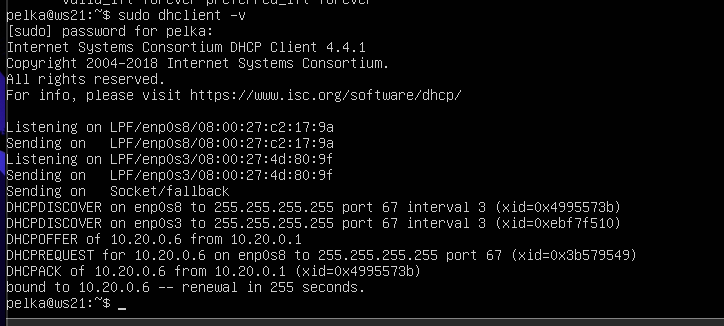 valid_lft forever preferred_lft forever
pelka@ws21:~$ sudo dhclient -v
[sudo] password for pelka:
Internet Systems Consortium DHCP Client 4.4.1
Copyright 2004-2018 Internet Systems Consortium.
All rights reserved.
For info, please visit https://www.isc.org/software/dhcp/
Listening on LPF/enp0s8/08:00:27:c2:17:9a
Sending on   LPF/enp0s8/08:00:27:c2:17:9a
Listening on LPF/enp0s3/08:00:27:4d:80:9f
Sending on   LPF/enp0s3/08:00:27:4d:80:9f
Sending on   Socket/fallback
DHCPDISCOVER on enp0s8 to 255.255.255.255 port 67 interval 3 (xid=0x4995573b)
DHCPDISCOVER on enp0s3 to 255.255.255.255 port 67 interval 3 (xid=0xebf7f510)
DHCPOFFER of 10.20.0.6 from 10.20.0.1
DHCPREQUEST for 10.20.0.6 on enp0s8 to 255.255.255.255 port 67 (xid=0x3b579549)
DHCPACK of 10.20.0.6 from 10.20.0.1 (xid=0x4995573b)
bound to 10.20.0.6 -- renewal in 255 seconds.
pelka@ws21:~$ _